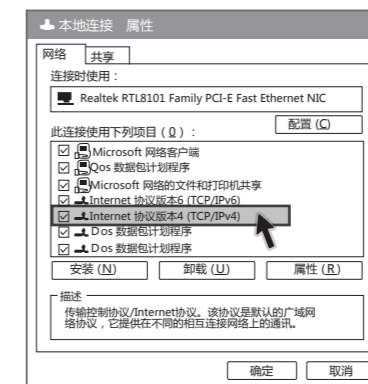 本地连接 属性
网络 共享
连接时使用：
Realtek RTL8101 Family PCI-E Fast Ethernet NIC
配置 (C)
此连接使用下列项目 ( Q ) ：
Microsoft 网络客户端
Qos 数据包计划程序
Microsoft 网络的文件和打印机共享
Internet 协议版本6 (TCP/IPv6)
Internet 协议版本4 (TCP/IPv4)
Dos 数据包计划程序
Dos 数据包计划程序
安装 (N) 卸载 (U) 属性 (R)
描述
传输控制协议/Internet协议。该协议是默认的广域网
络协议，它提供在不同的相互连接网络上的通讯。
确定 取消